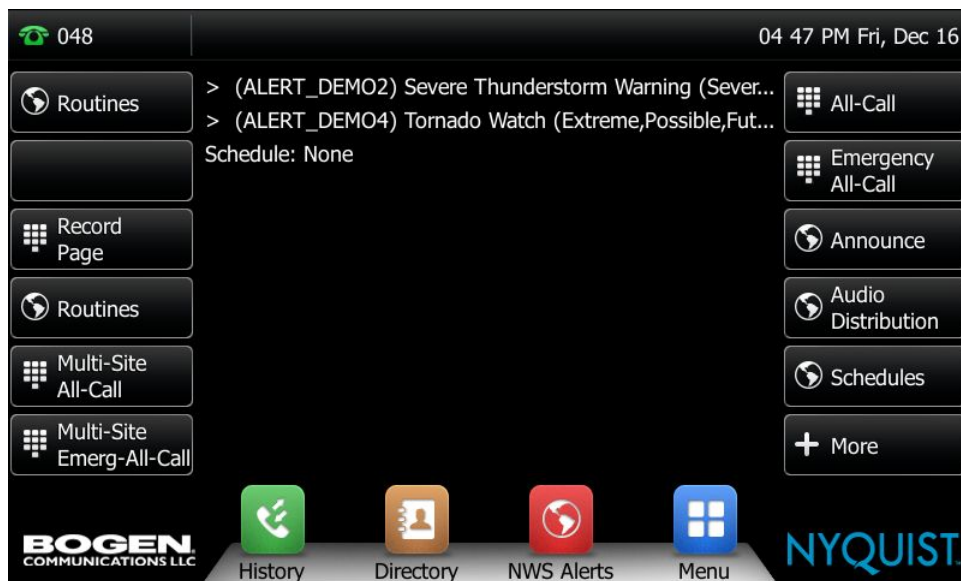 048
04 47 PM Fri, Dec 16
Routines
Record
Page
Routines
Multi-Site
All-Call
Multi-Site
Emerg-All-Call
> (ALERT_DEMO2) Severe Thunderstorm Warning (Sever...
> (ALERT_DEMO4) Tornado Watch (Extreme,Possible,Fut...
Schedule: None
All-Call
Emergency
All-Call
Announce
Audio
Distribution
Schedules
More
BOGEN
COMMUNICATIONS LLC
History
Directory
NWS Alerts
Menu
NYQUIST